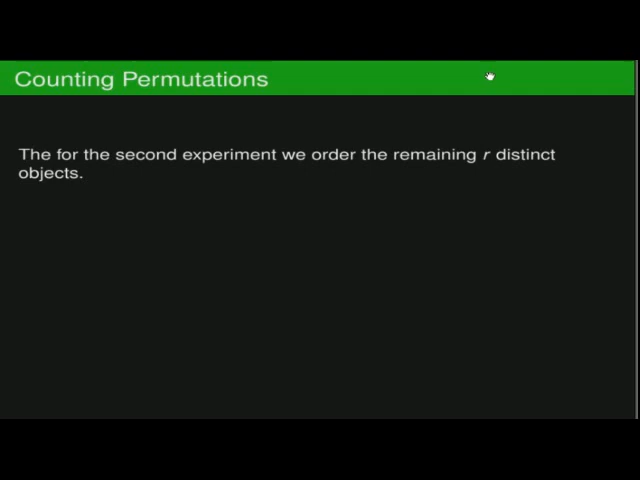 Counting Permutations
The for the second experiment we order the remaining r distinct
objects.